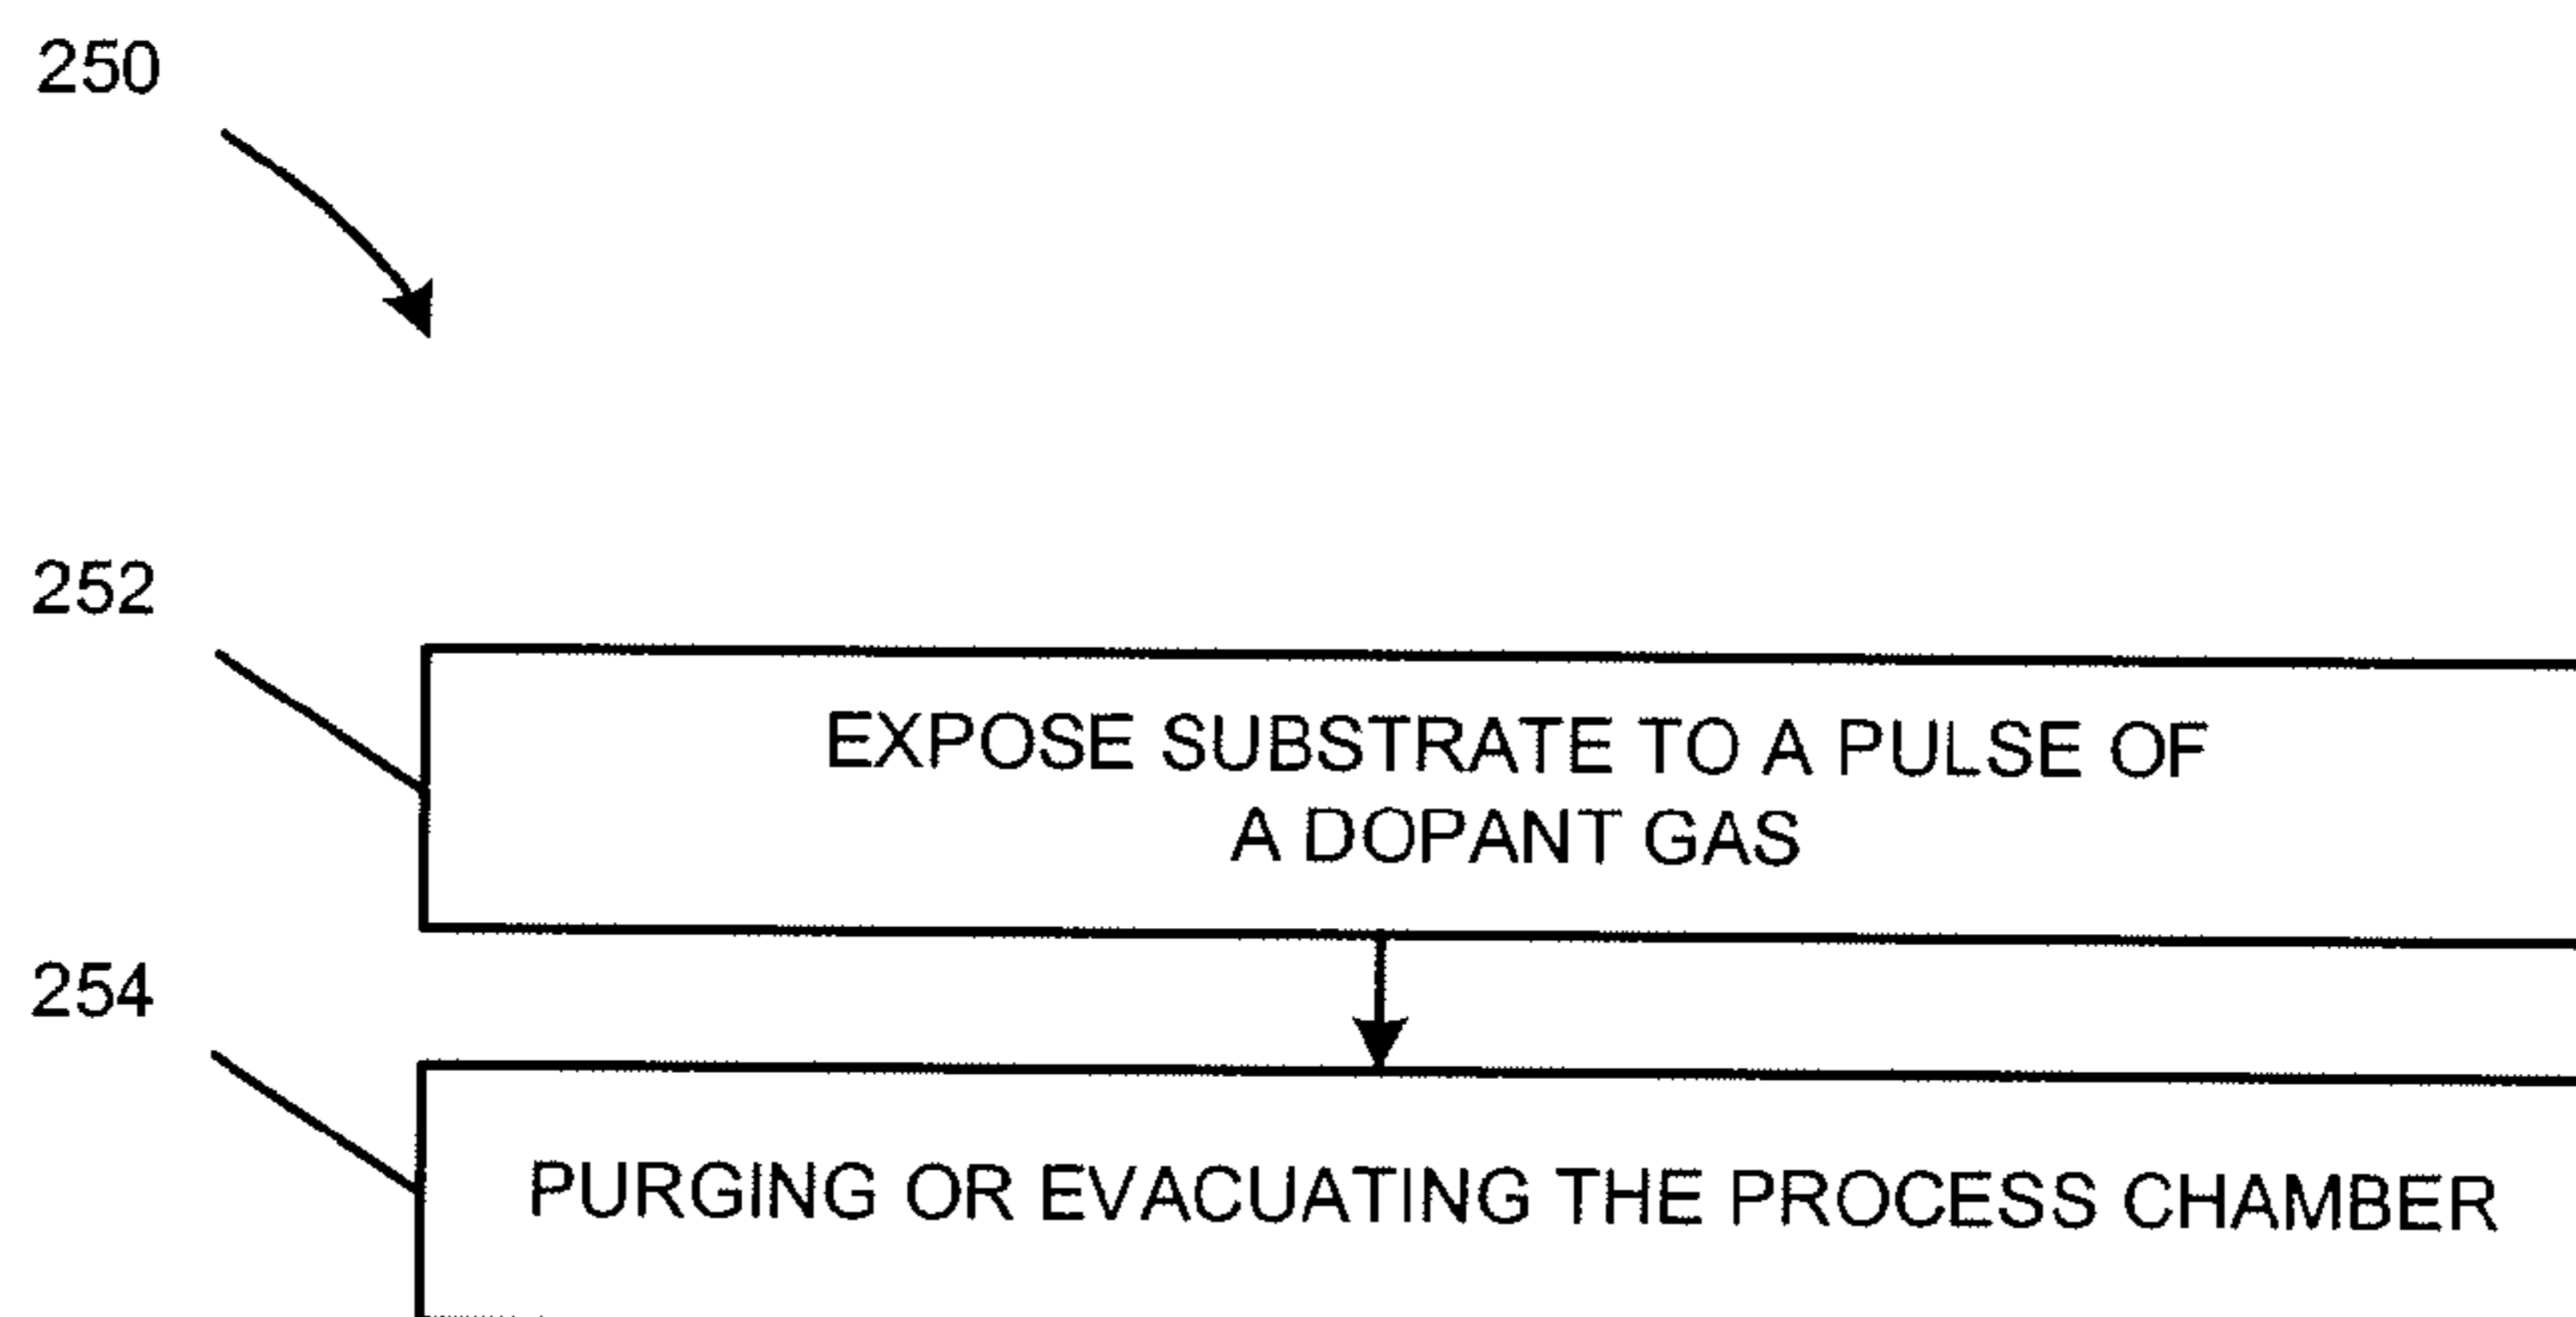 250
252
EXPOSE SUBSTRATE TO A PULSE OF
A DOPANT GAS
254
PURGING OR EVACUATING THE PROCESS CHAMBER